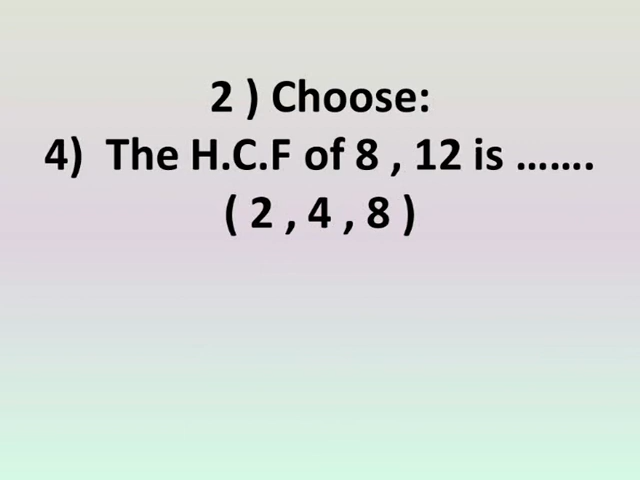 2 ) Choose:
4)  The H.C.F of 8 , 12 is …….
( 2 , 4 , 8 )